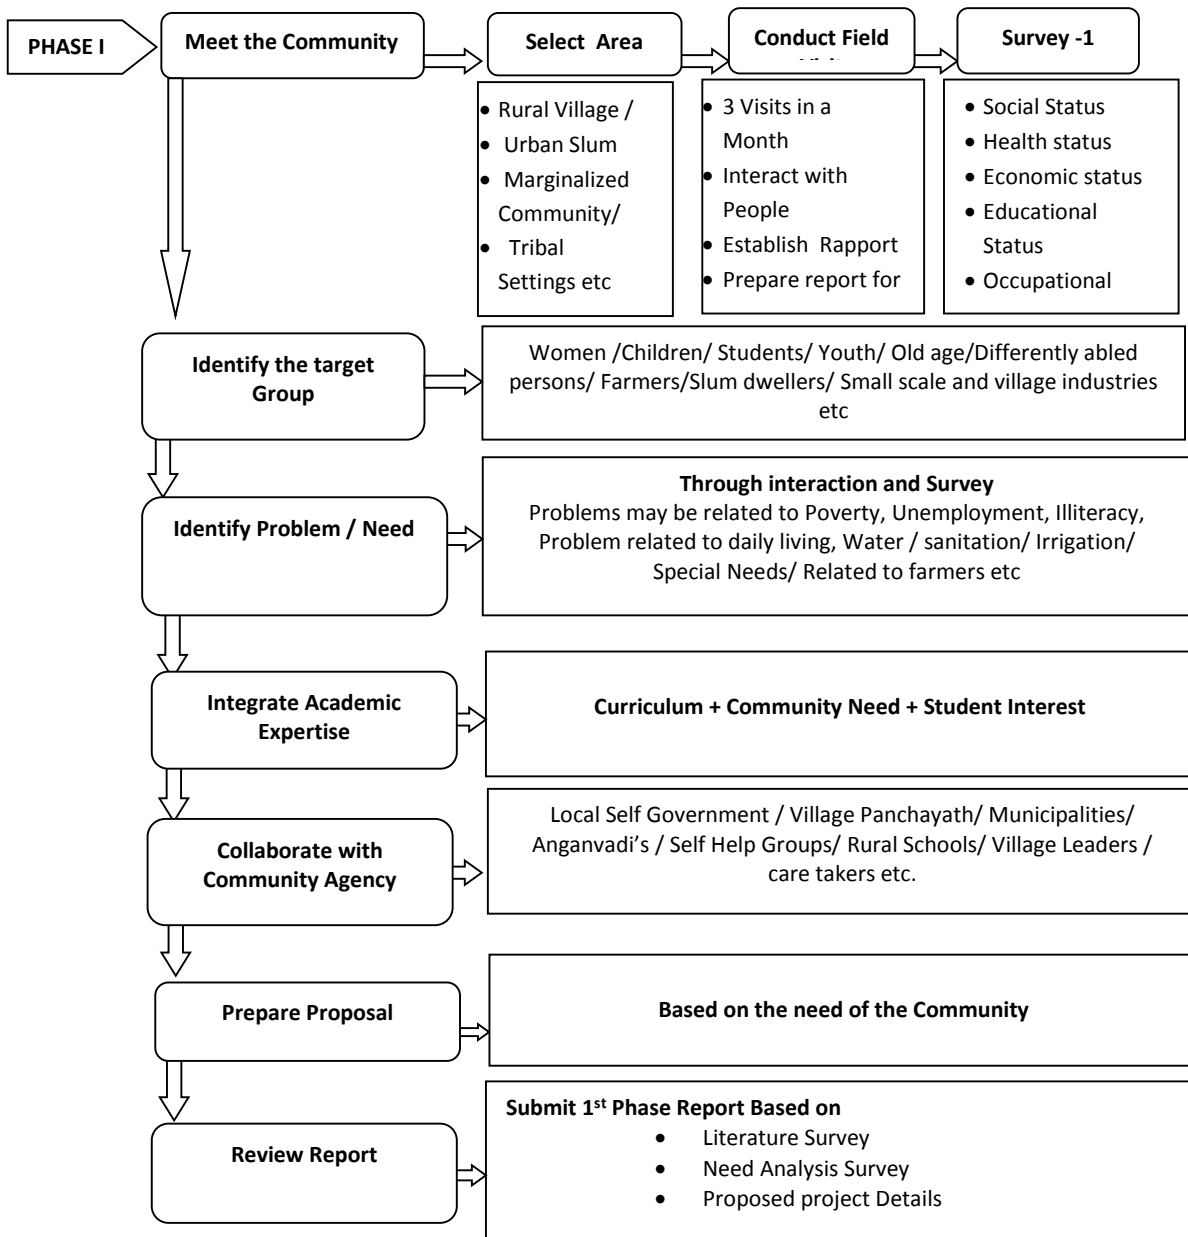 PHASE I
Meet the Community
Select Area
Conduct Field
Survey -1
• Rural Village /
• Urban Slum
• Marginalized
Community/
• Tribal
Settings etc
• 3 Visits in a
Month
• Interact with
People
• Establish Rapport
• Prepare report for
• Social Status
• Health status
• Economic status
• Educational
Status
• Occupational
Identify the target
Group
Women /Children/ Students/ Youth/ Old age/Differently abled
persons/ Farmers/Slum dwellers/ Small scale and village industries
etc
Identify Problem / Need
Through interaction and Survey
Problems may be related to Poverty, Unemployment, Illiteracy,
Problem related to daily living, Water / sanitation/ Irrigation/
Special Needs/ Related to farmers etc
Integrate Academic
Expertise
Curriculum + Community Need + Student Interest
Collaborate with
Community Agency
Local Self Government / Village Panchayath/ Municipalities/
Anganvadi's / Self Help Groups/ Rural Schools/ Village Leaders /
care takers etc.
Prepare Proposal
Based on the need of the Community
Review Report
Submit 1st Phase Report Based on
• Literature Survey
• Need Analysis Survey
• Proposed project Details